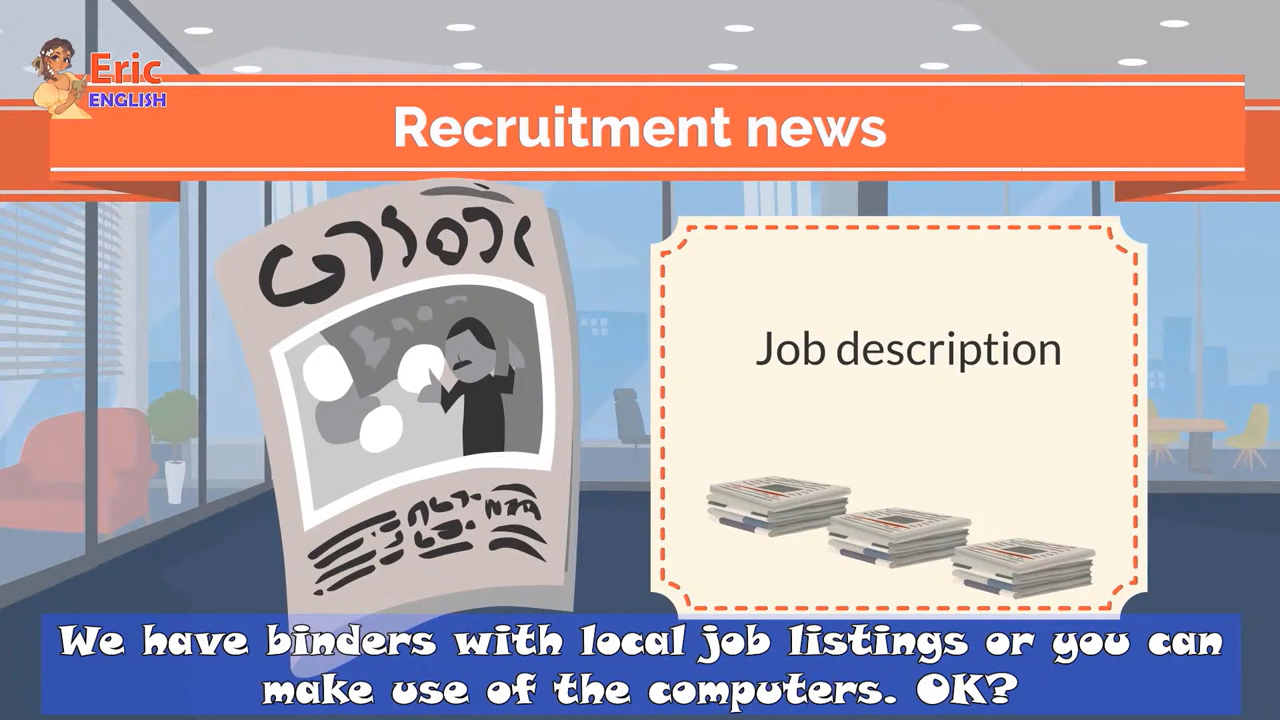 Eric
ENGLISH
Recruitment news
Job description
We have binders with local job listings or you can
make use of the computers. OK?